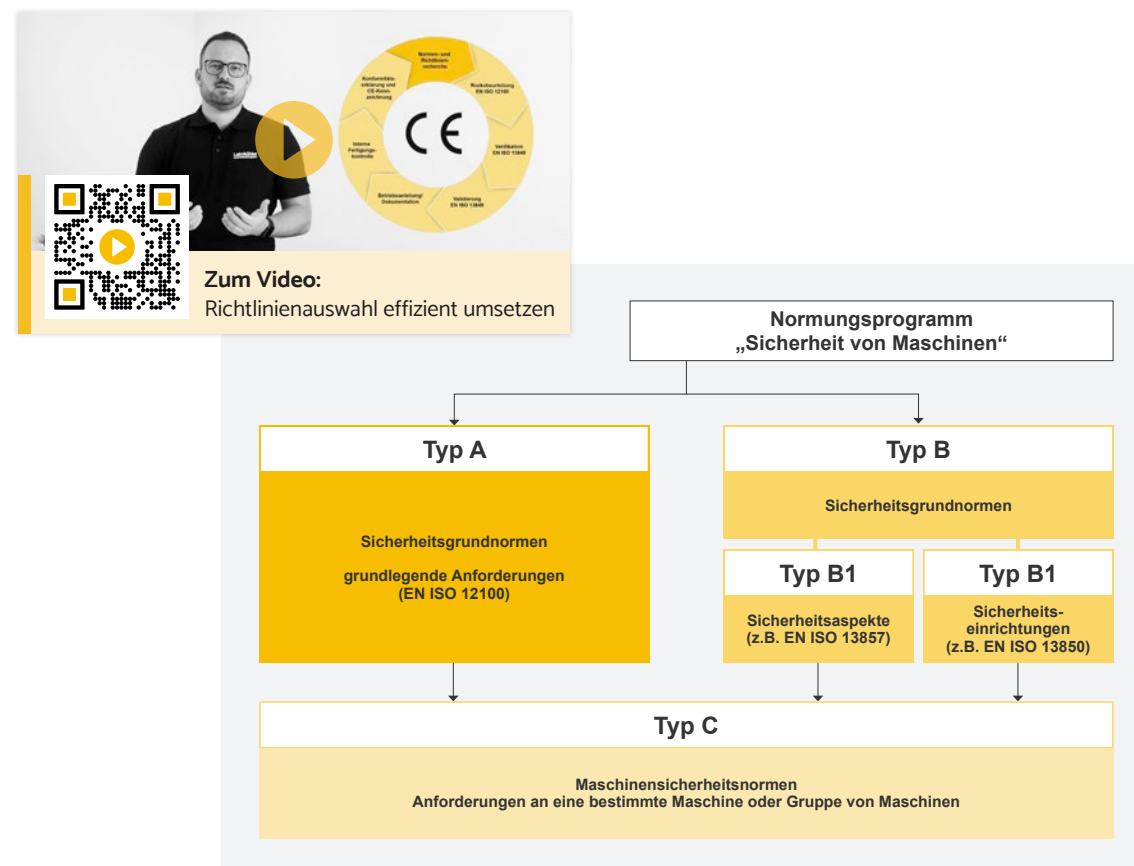 Normen- und
Richtlinien-
recherche
Risikobeurteilung
EN ISO 12100
Verifikation
EN ISO 13849
Validierung
EN ISO 13849
Betriebsanleitung/
Dokumentation
Interne
Fertigungs-
kontrolle
Konformitäts-
erklärung und
CE-Kenn-
zeichnung
CE
Zum Video:
Richtlinienauswahl effizient umsetzen
Normungsprogramm
„Sicherheit von Maschinen“
Typ A
Sicherheitsgrundnormen
grundlegende Anforderungen
(EN ISO 12100)
Typ B
Sicherheitsgrundnormen
Typ B1
Sicherheitsaspekte
(z.B. EN ISO 13857)
Typ B1
Sicherheits-
einrichtungen
(z.B. EN ISO 13850)
Typ C
Maschinensicherheitsnormen
Anforderungen an eine bestimmte Maschine oder Gruppe von Maschinen